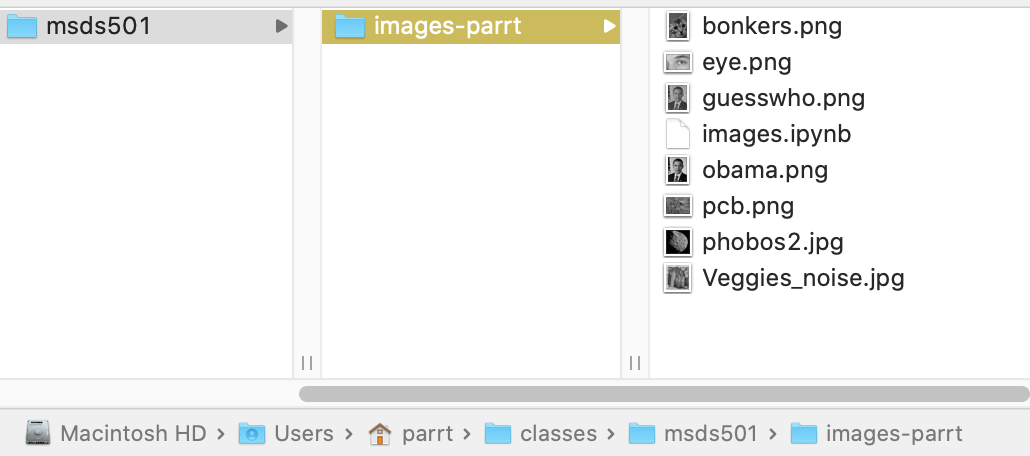 msds501
images-parrt
bonkers.png
eye.png
guesswho.png
images.ipynb
obama.png
pcb.png
phobos2.jpg
Veggies_noise.jpg
Macintosh HD › Users › parrt › classes › msds501 › images-parrt